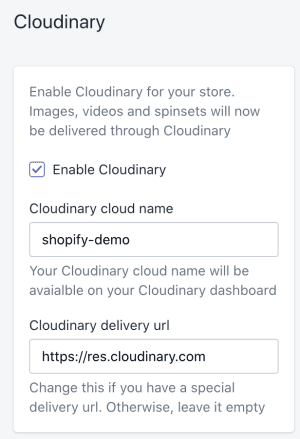 Cloudinary
Enable Cloudinary for your store.
Images, videos and spinsets will now
be delivered through Cloudinary
Enable Cloudinary
Cloudinary cloud name
shopify-demo
Your Cloudinary cloud name will be
avaialble on your Cloudinary dashboard
Cloudinary delivery url
https://res.cloudinary.com
Change this if you have a special
delivery url. Otherwise, leave it empty